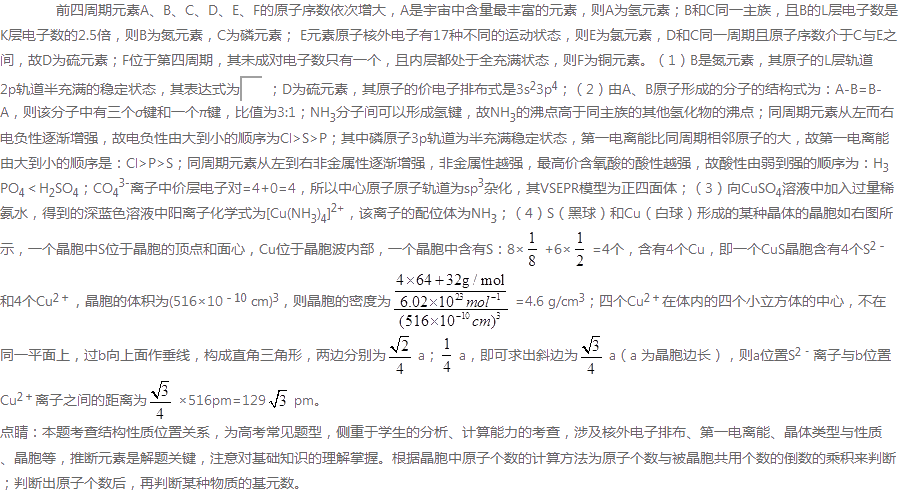 前四周期元素A、B、C、D、E、F的原子序数依次增大，A是宇宙中含量最丰富的元素，则A为氢元素；B和C同一主族，且B的L层电子数是
K层电子数的2.5倍，则B为氮元素，C为磷元素； E元素原子核外电子有17种不同的运动状态，则E为氯元素，D和C同一周期且原子序数介于C与E之
间，故D为硫元素；F位于第四周期，其未成对电子数只有一个，且内层都处于全充满状态，则F为铜元素。（1）B是氮元素，其原子的L层轨道
2p轨道半充满的稳定状态，其表达式为 ；D为硫元素，其原子的价电子排布式是3s²3p⁴；（2）由A、B原子形成的分子的结构式为：A-B=B-
A，则该分子中有三个σ键和一个π键，比值为3:1；NH₃分子间可以形成氢键，故NH₃的沸点高于同主族的其他氢化物的沸点；同周期元素从左而右
电负性逐渐增强，故电负性由大到小的顺序为Cl>S>P；其中磷原子3p轨道为半充满稳定状态，第一电离能比同周期相邻原子的大，故第一电离能
由大到小的顺序是：Cl>P>S；同周期元素从左到右非金属性逐渐增强，非金属性越强，最高价含氧酸的酸性越强，故酸性由弱到强的顺序为：H₃
PO₄＜H₂SO₄；CO₄³⁻离子中价层电子对=4+0=4，所以中心原子原子轨道为sp³杂化，其VSEPR模型为正四面体；（3）向CuSO₄溶液中加入过量稀
氨水，得到的深蓝色溶液中阳离子化学式为[Cu(NH₃)₄]²⁺，该离子的配位体为NH₃；（4）S（黑球）和Cu（白球）形成的某种晶体的晶胞如右图所
示，一个晶胞中S位于晶胞的顶点和面心，Cu位于晶胞波内部，一个晶胞中含有S：8×1/8+6×1/2=4个，含有4个Cu，即一个CuS晶胞含有4个S²⁻
和4个Cu²⁺，晶胞的体积为(516×10⁻¹⁰ cm)³，则晶胞的密度为 ((4×64+32g/mol)/(6.02×10²³mol⁻¹))/((516×10⁻¹⁰cm)³) =4.6 g/cm³；四个Cu²⁺在体内的四个小立方体的中心，不在
同一平面上，过b向上面作垂线，构成直角三角形，两边分别为√2/4 a；1/4 a，即可求出斜边为√3/4 a（a 为晶胞边长），则a位置S²⁻离子与b位置
Cu²⁺离子之间的距离为√3/4 ×516pm=129√3 pm。
点睛：本题考查结构性质位置关系，为高考常见题型，侧重于学生的分析、计算能力的考查，涉及核外电子排布、第一电离能、晶体类型与性质
、晶胞等，推断元素是解题关键，注意对基础知识的理解掌握。根据晶胞中原子个数的计算方法为原子个数与被晶胞共用个数的倒数的乘积来判断
；判断出原子个数后，再判断某种物质的基元数。